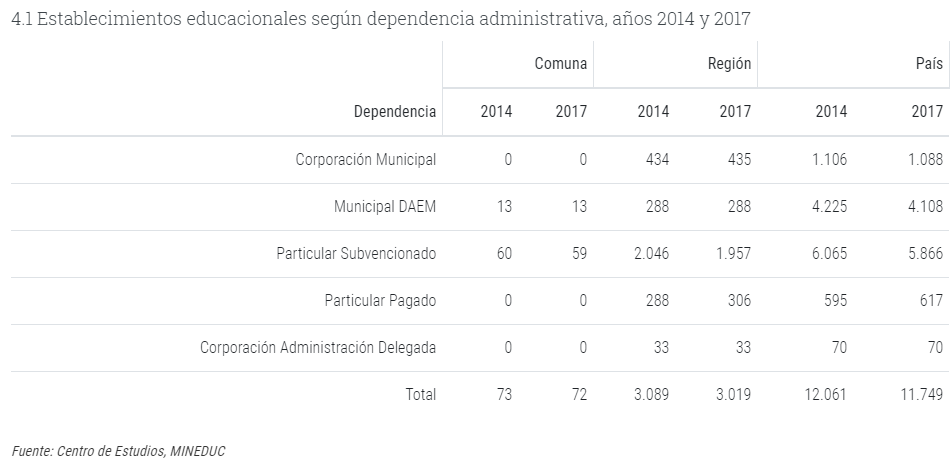 4.1 Establecimientos educacionales según dependencia administrativa, años 2014 y 2017
Comuna Región País
Dependencia 2014 2017 2014 2017 2014 2017
Corporación Municipal 0 0 434 435 1.106 1.088
Municipal DAEM 13 13 288 288 4.225 4.108
Particular Subvencionado 60 59 2.046 1.957 6.065 5.866
Particular Pagado 0 0 288 306 595 617
Corporación Administración Delegada 0 0 33 33 70 70
Total 73 72 3.089 3.019 12.061 11.749
Fuente: Centro de Estudios, MINEDUC